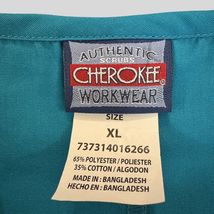 AUTHENTIC
SCRUBS
CHEROKEE
WORKWEAR
SIZE
XL
737314016266
65% POLYESTER / POLIESTER
35% COTTON / ALGODON
MADE IN : BANGLADESH
HECHO EN : BANGLADESH